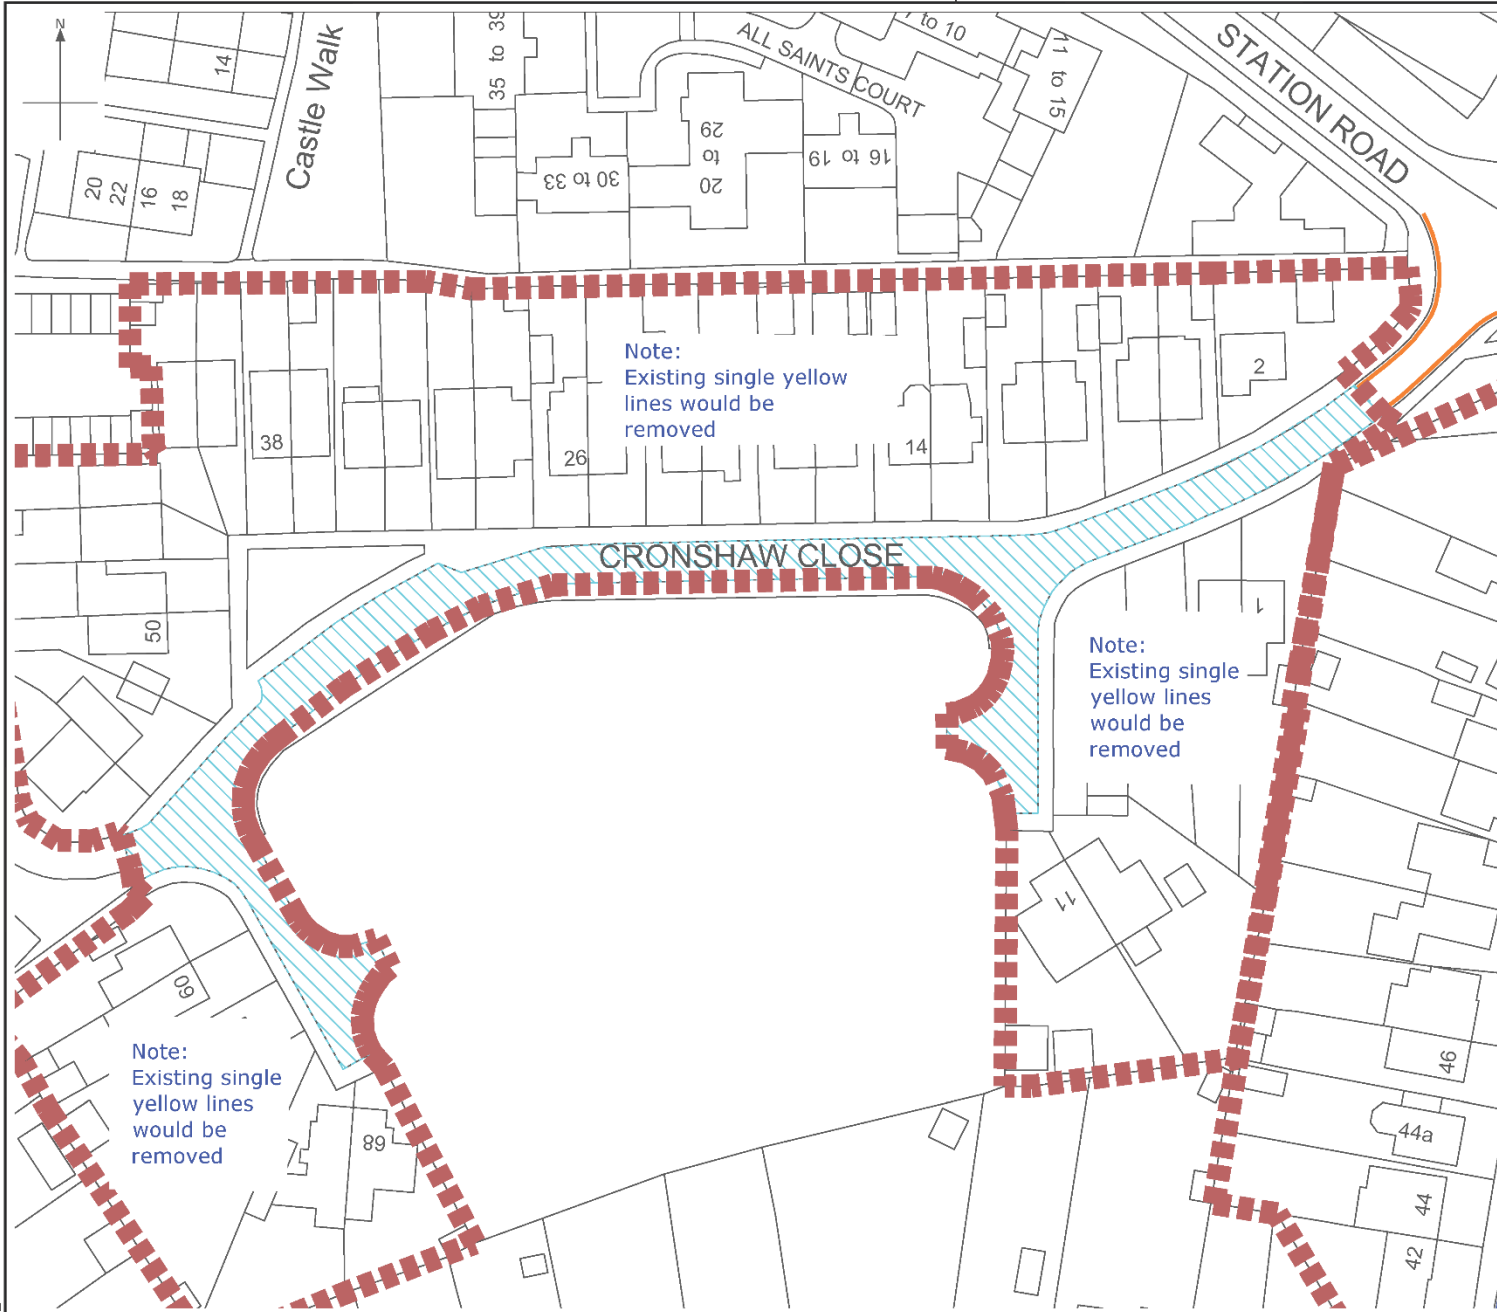 N
14
Castle Walk
35 to 39
ALL SAINTS COURT
to 10
11 to 15
STATION ROAD
20
22
16
18
30 to 33
20 to 29
16 to 19
2
Note:
Existing single yellow
lines would be
removed
38
26
14
CRONSHAW CLOSE
50
1
Note:
Existing single
yellow lines
would be
removed
11
60
Note:
Existing single
yellow lines
would be
removed
68
46
44a
44
42